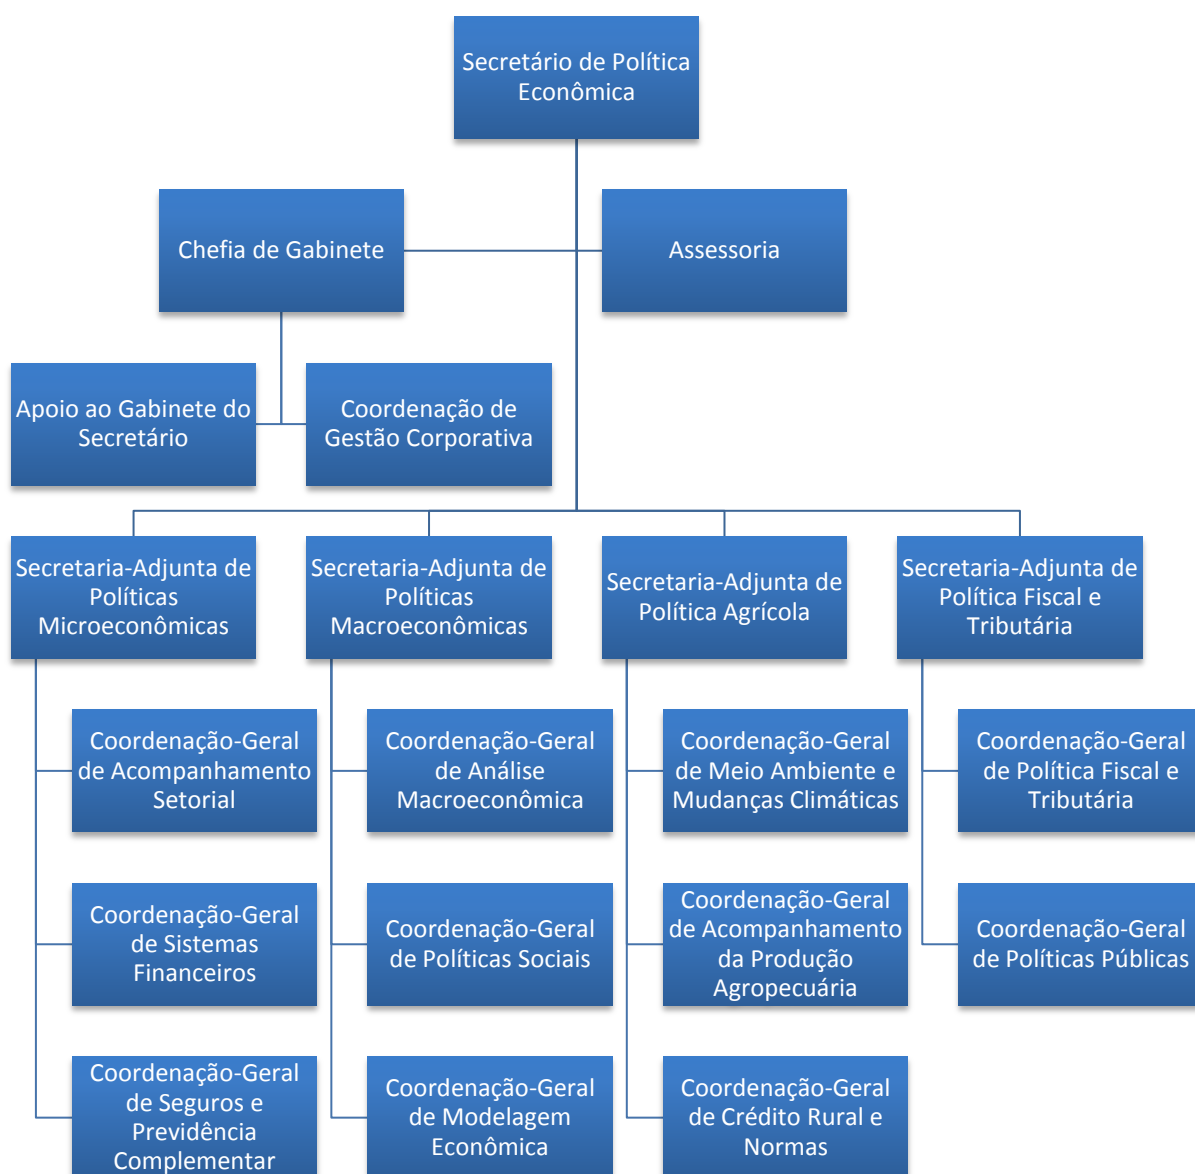 Secretário de Política
Econômica
Chefia de Gabinete
Assessoria
Apoio ao Gabinete do
Secretário
Coordenação de
Gestão Corporativa
Secretaria-Adjunta de
Políticas
Microeconômicas
Secretaria-Adjunta de
Políticas
Macroeconômicas
Secretaria-Adjunta de
Política Agrícola
Secretaria-Adjunta de
Política Fiscal e
Tributária
Coordenação-Geral
de Acompanhamento
Setorial
Coordenação-Geral
de Análise
Macroeconômica
Coordenação-Geral
de Meio Ambiente e
Mudanças Climáticas
Coordenação-Geral
de Política Fiscal e
Tributária
Coordenação-Geral
de Sistemas
Financeiros
Coordenação-Geral
de Políticas Sociais
Coordenação-Geral
de Acompanhamento
da Produção
Agropecuária
Coordenação-Geral
de Políticas Públicas
Coordenação-Geral
de Seguros e
Previdência
Complementar
Coordenação-Geral
de Modelagem
Econômica
Coordenação-Geral
de Crédito Rural e
Normas